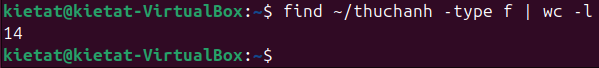 kietat@kietat-VirtualBox:~$ find ~/thuchanh -type f | wc -l
14
kietat@kietat-VirtualBox:~$